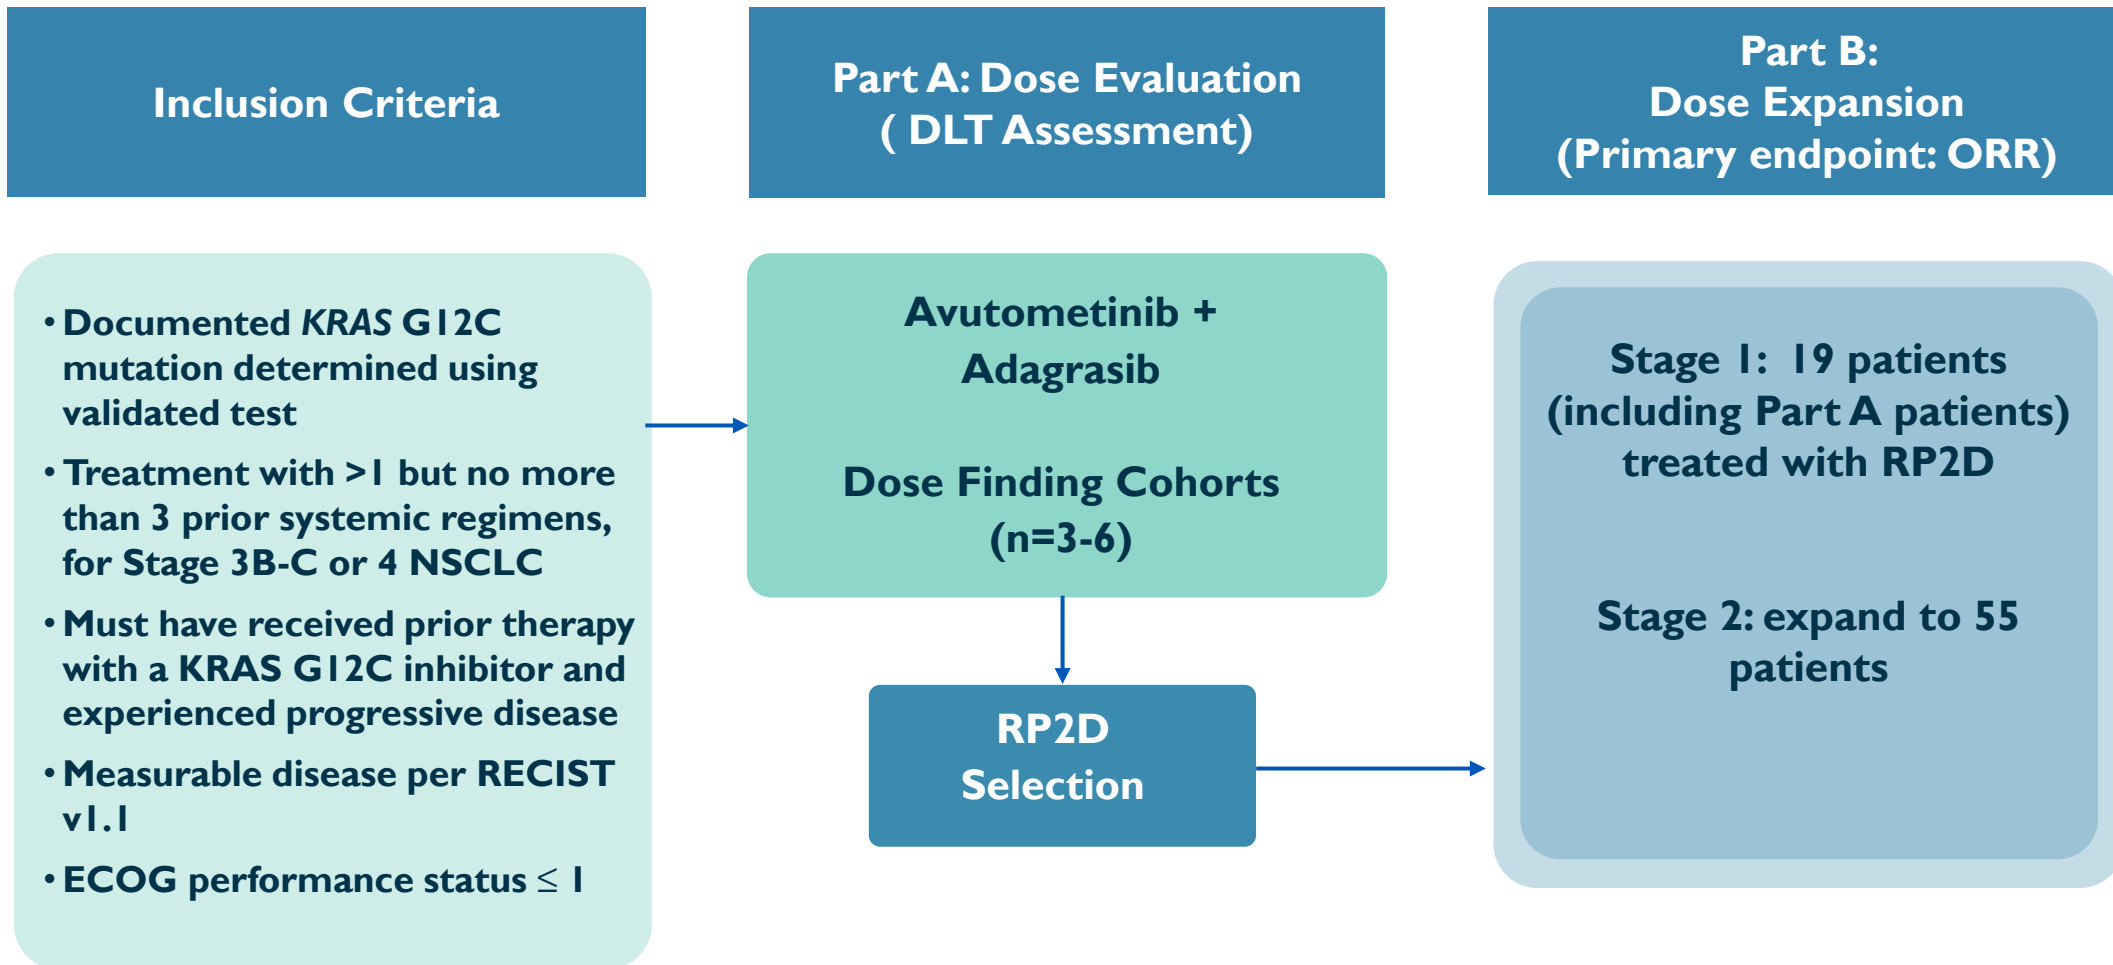 Inclusion Criteria
Part A: Dose Evaluation
( DLT Assessment)
Part B:
Dose Expansion
(Primary endpoint: ORR)
• Documented KRAS G12C
mutation determined using
validated test
• Treatment with >1 but no more
than 3 prior systemic regimens,
for Stage 3B-C or 4 NSCLC
• Must have received prior therapy
with a KRAS G12C inhibitor and
experienced progressive disease
• Measurable disease per RECIST
v1.1
• ECOG performance status ≤ 1
Avutometinib +
Adagrasib
Dose Finding Cohorts
(n=3-6)
RP2D
Selection
Stage 1: 19 patients
(including Part A patients)
treated with RP2D
Stage 2: expand to 55
patients